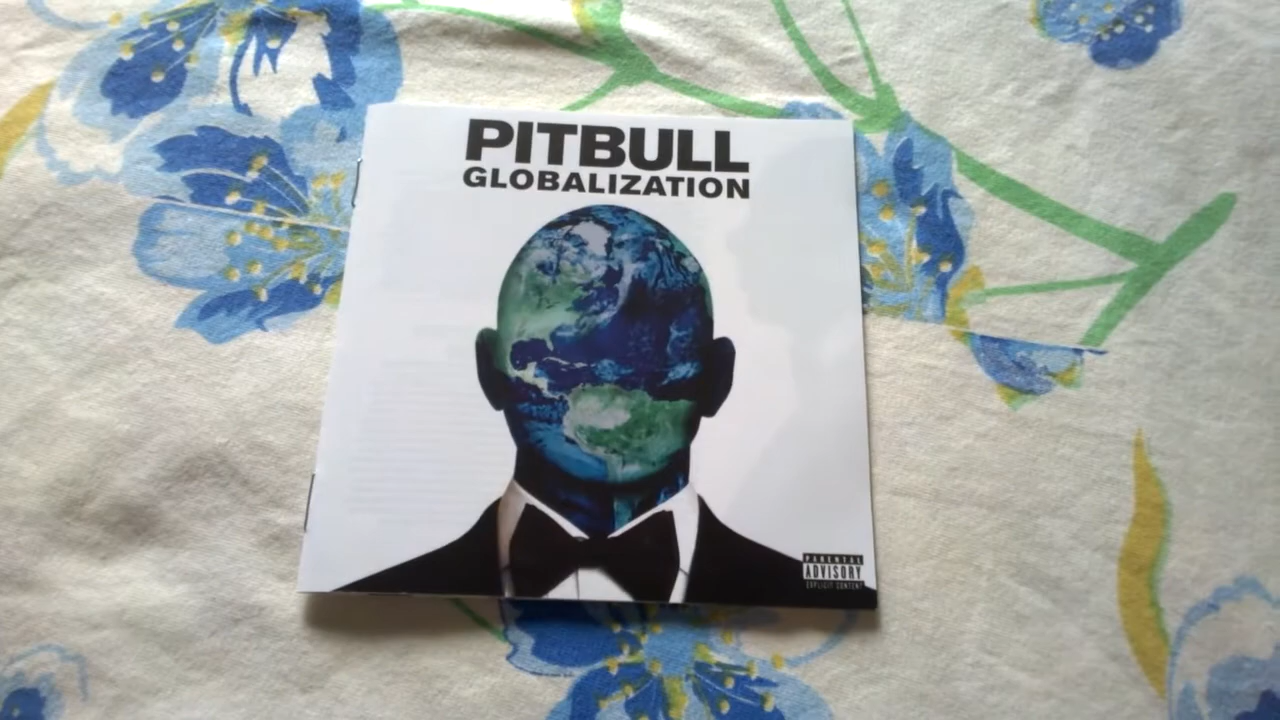 PITBULL
GLOBALIZATION
PARENTAL
ADVISORY
EXPLICIT CONTENT